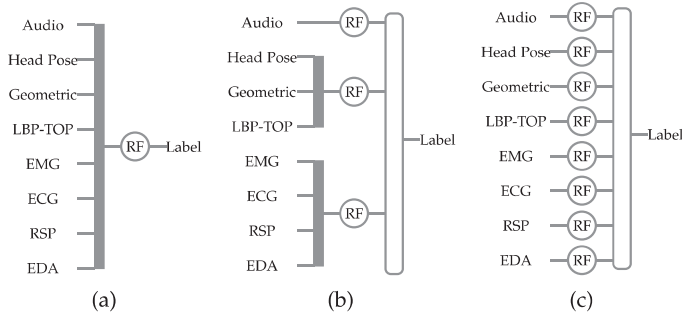 Audio
Head Pose
Geometric
LBP-TOP
EMG
ECG
RSP
EDA
RF
Label
(a)
Audio
Head Pose
Geometric
LBP-TOP
EMG
ECG
RSP
EDA
RF
RF
RF
Label
(b)
Audio
Head Pose
Geometric
LBP-TOP
EMG
ECG
RSP
EDA
RF
RF
RF
RF
RF
RF
RF
RF
Label
(c)